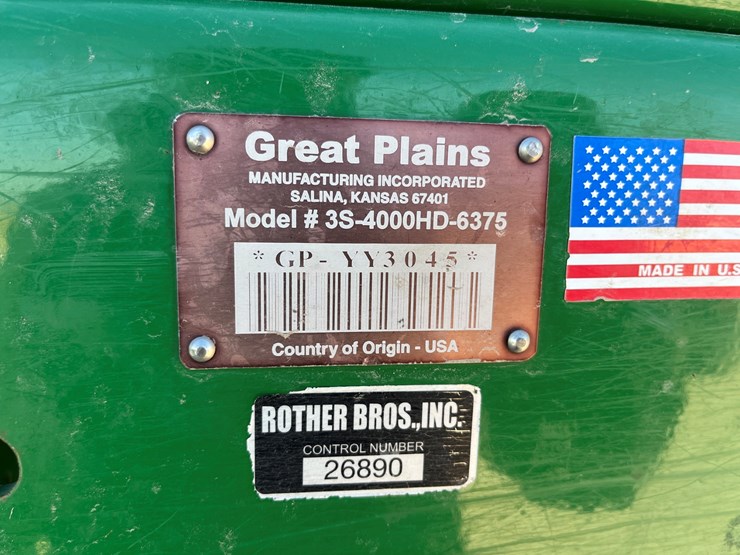 Great Plains
MANUFACTURING INCORPORATED
SALINA, KANSAS 67401
Model # 3S-4000HD-6375
* GP - YY3045 *
Country of Origin - USA
MADE IN U.S
ROTHER BROS.,INC.
CONTROL NUMBER
26890